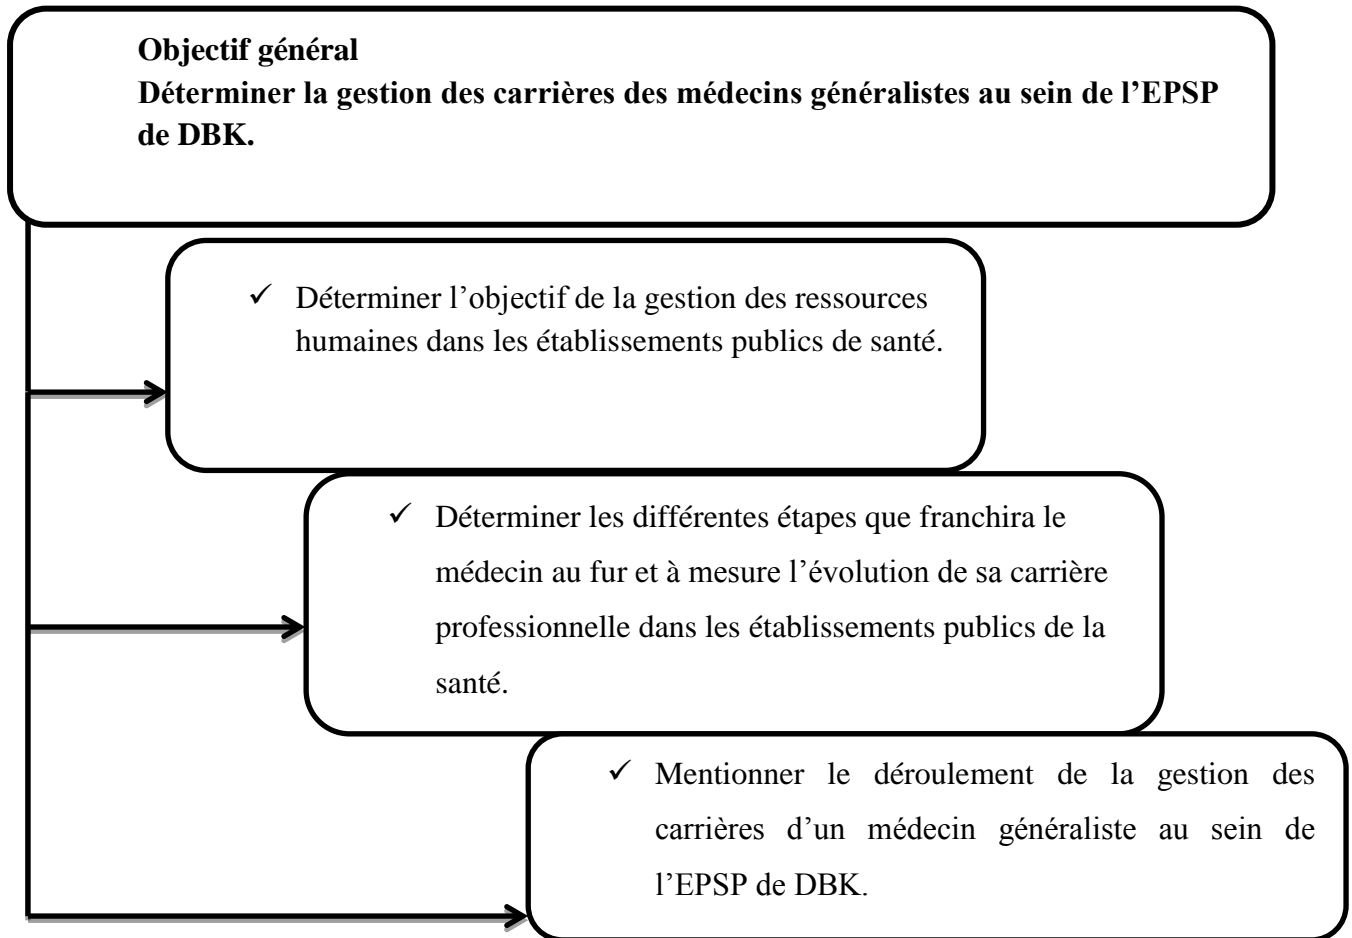 Objectif général
Déterminer la gestion des carrières des médecins généralistes au sein de l’EPSP
de DBK.
✓ Déterminer l’objectif de la gestion des ressources
humaines dans les établissements publics de santé.
✓ Déterminer les différentes étapes que franchira le
médecin au fur et à mesure l’évolution de sa carrière
professionnelle dans les établissements publics de la
santé.
✓ Mentionner le déroulement de la gestion des
carrières d’un médecin généraliste au sein de
l’EPSP de DBK.